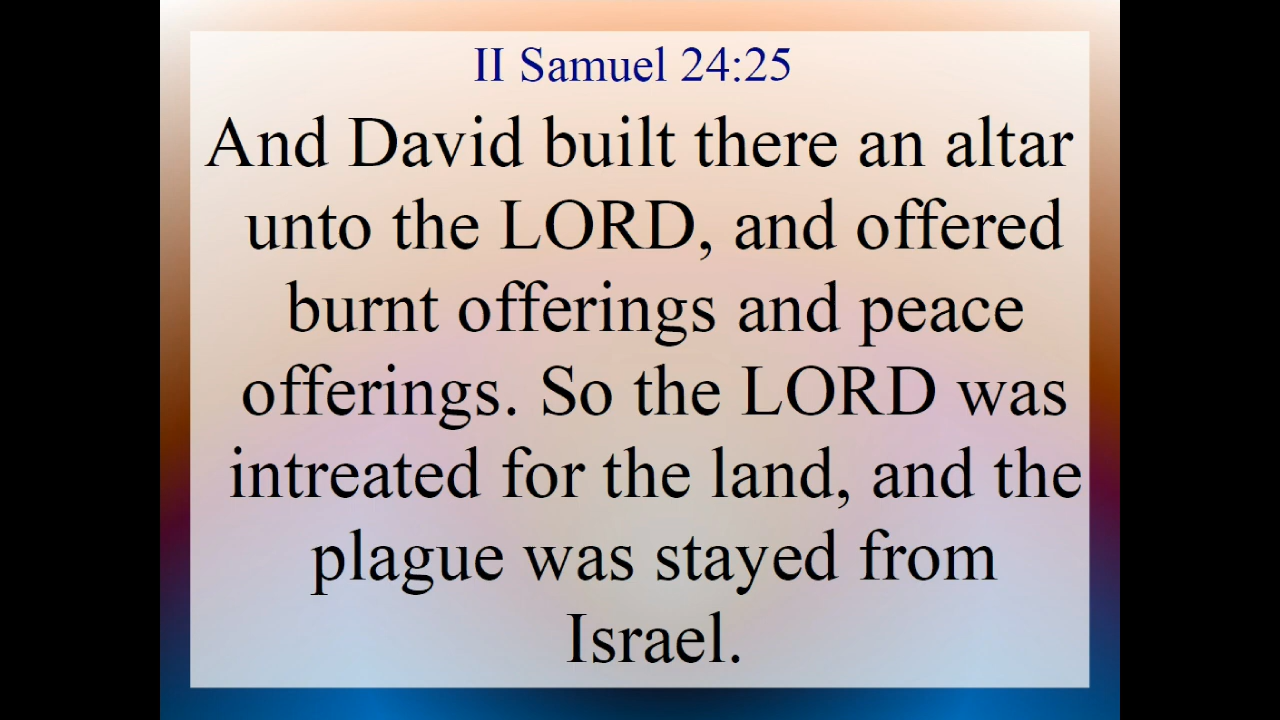 II Samuel 24:25
And David built there an altar
unto the LORD, and offered
burnt offerings and peace
offerings. So the LORD was
intreated for the land, and the
plague was stayed from
Israel.